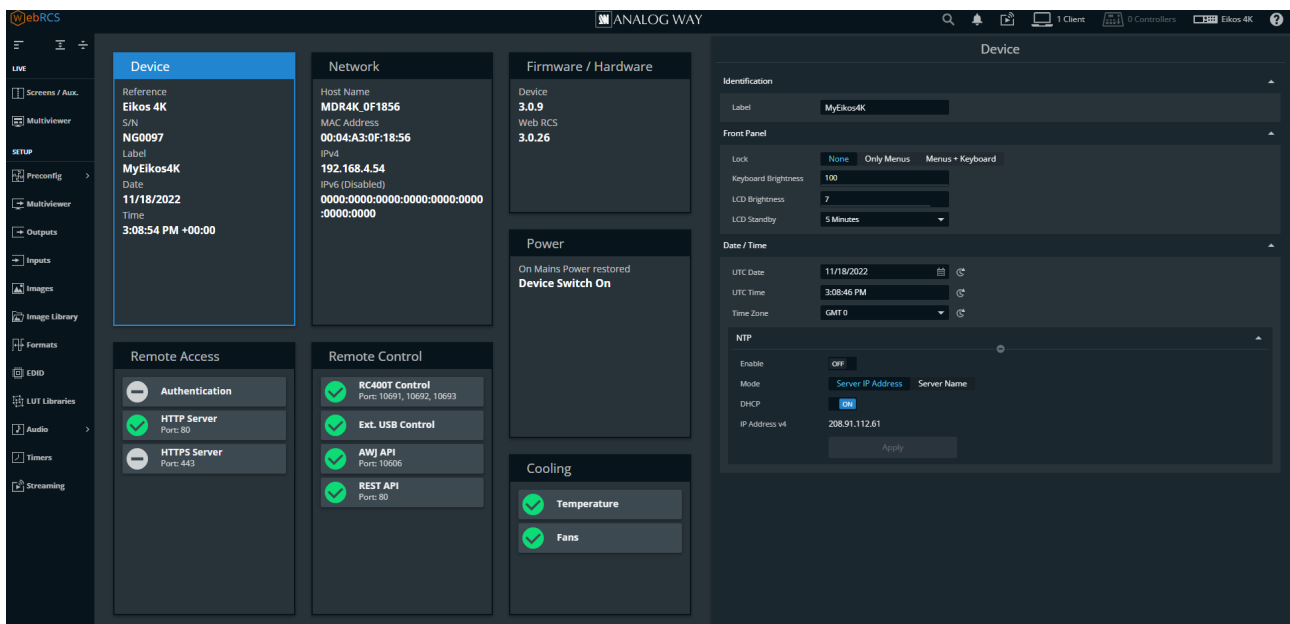 WebRCS
ANALOG WAY
1 Client
0 Controllers
Eikos 4K
?
LIVE
Screens / Aux.
Multiviewer
SETUP
Preconfig
Multiviewer
Outputs
Inputs
Images
Image Library
Formats
EDID
LUT Libraries
Audio
Timers
Streaming
Device
Reference
Eikos 4K
S/N
NG0097
Label
MyEikos4K
Date
11/18/2022
Time
3:08:54 PM +00:00
Network
Host Name
MDR4K_0F1856
MAC Address
00:04:A3:0F:18:56
IPv4
192.168.4.54
IPv6 (Disabled)
0000:0000:0000:0000:0000:0000
:0000:0000
Firmware / Hardware
Device
3.0.9
Web RCS
3.0.26
Power
On Mains Power restored
Device Switch On
Remote Access
Authentication
HTTP Server
Port: 80
HTTPS Server
Port: 443
Remote Control
RC400T Control
Port: 10691, 10692, 10693
Ext. USB Control
AWJ API
Port: 10606
REST API
Port: 80
Cooling
Temperature
Fans
Device
Identification
Label MyEikos4K
Front Panel
Lock None Only Menus Menus + Keyboard
Keyboard Brightness 100
LCD Brightness 7
LCD Standby 5 Minutes
Date / Time
UTC Date 11/18/2022
UTC Time 3:08:46 PM
Time Zone GMT 0
NTP
Enable OFF
Mode Server IP Address Server Name
DHCP ON
IP Address v4 208.91.112.61
Apply